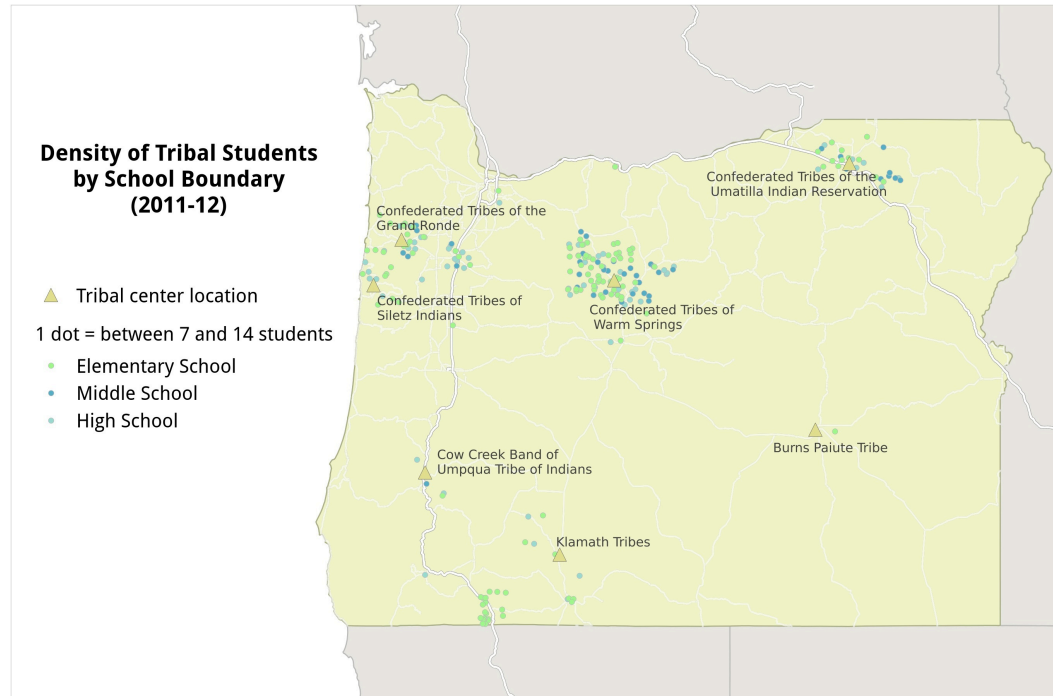 Density of Tribal Students
by School Boundary
(2011-12)
Tribal center location
1 dot = between 7 and 14 students
Elementary School
Middle School
High School
Confederated Tribes of the
Umatilla Indian Reservation
Confederated Tribes of the
Grand Ronde
Confederated Tribes of
Siletz Indians
Confederated Tribes of
Warm Springs
Burns Paiute Tribe
Cow Creek Band of
Umpqua Tribe of Indians
Klamath Tribes